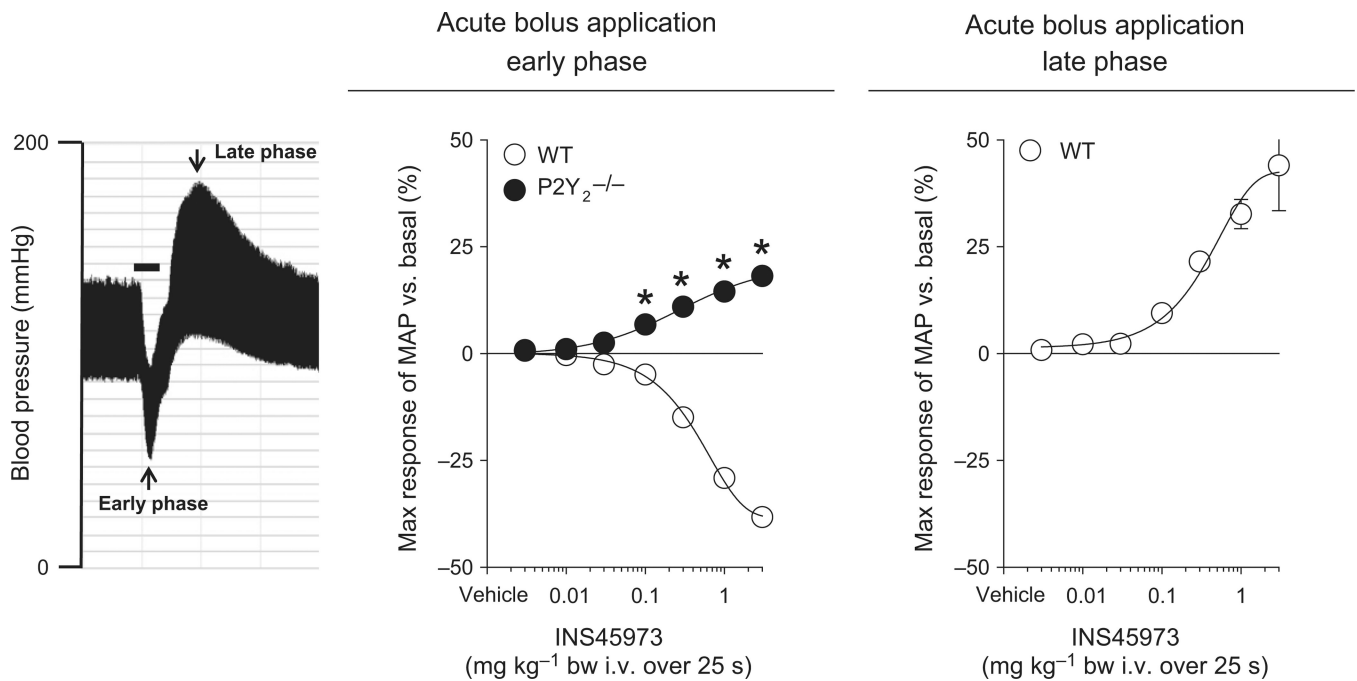 200
Late phase
Early phase
0
Blood pressure (mmHg)
Acute bolus application
early phase
50
25
0
–25
–50
Max response of MAP vs. basal (%)
WT
P2Y₂–/–
*
*
*
*
*
Vehicle 0.01 0.1 1
INS45973
(mg kg⁻¹ bw i.v. over 25 s)
Acute bolus application
late phase
50
25
0
–25
–50
Max response of MAP vs. basal (%)
WT
Vehicle 0.01 0.1 1
INS45973
(mg kg⁻¹ bw i.v. over 25 s)